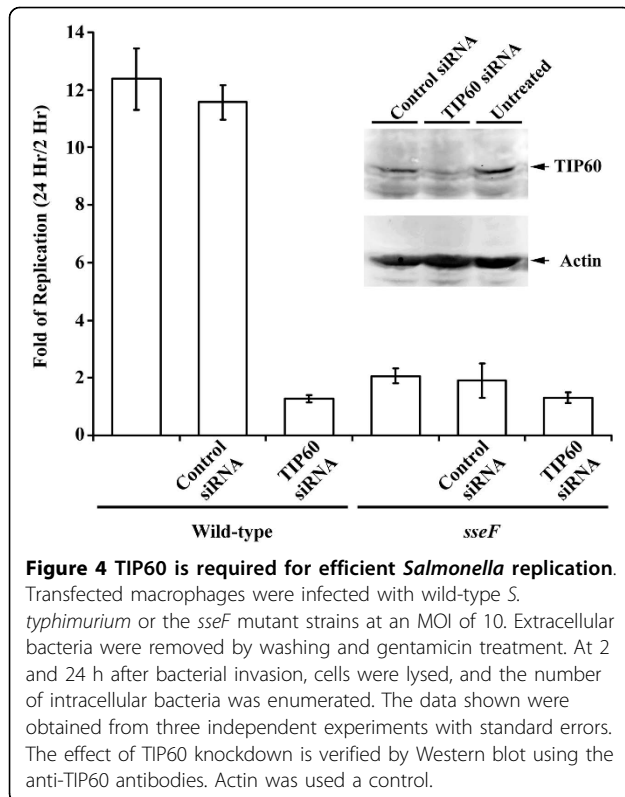 14
12
10
8
6
4
2
0
Fold of Replication (24 Hr/2 Hr)
Control siRNA
TIP60 siRNA
Untreated
TIP60
Actin
Control
siRNA
TIP60
siRNA
Control
siRNA
TIP60
siRNA
Wild-type
sseF
Figure 4 TIP60 is required for efficient Salmonella replication.
Transfected macrophages were infected with wild-type S.
typhimurium or the sseF mutant strains at an MOI of 10. Extracellular
bacteria were removed by washing and gentamicin treatment. At 2
and 24 h after bacterial invasion, cells were lysed, and the number
of intracellular bacteria was enumerated. The data shown were
obtained from three independent experiments with standard errors.
The effect of TIP60 knockdown is verified by Western blot using the
anti-TIP60 antibodies. Actin was used a control.